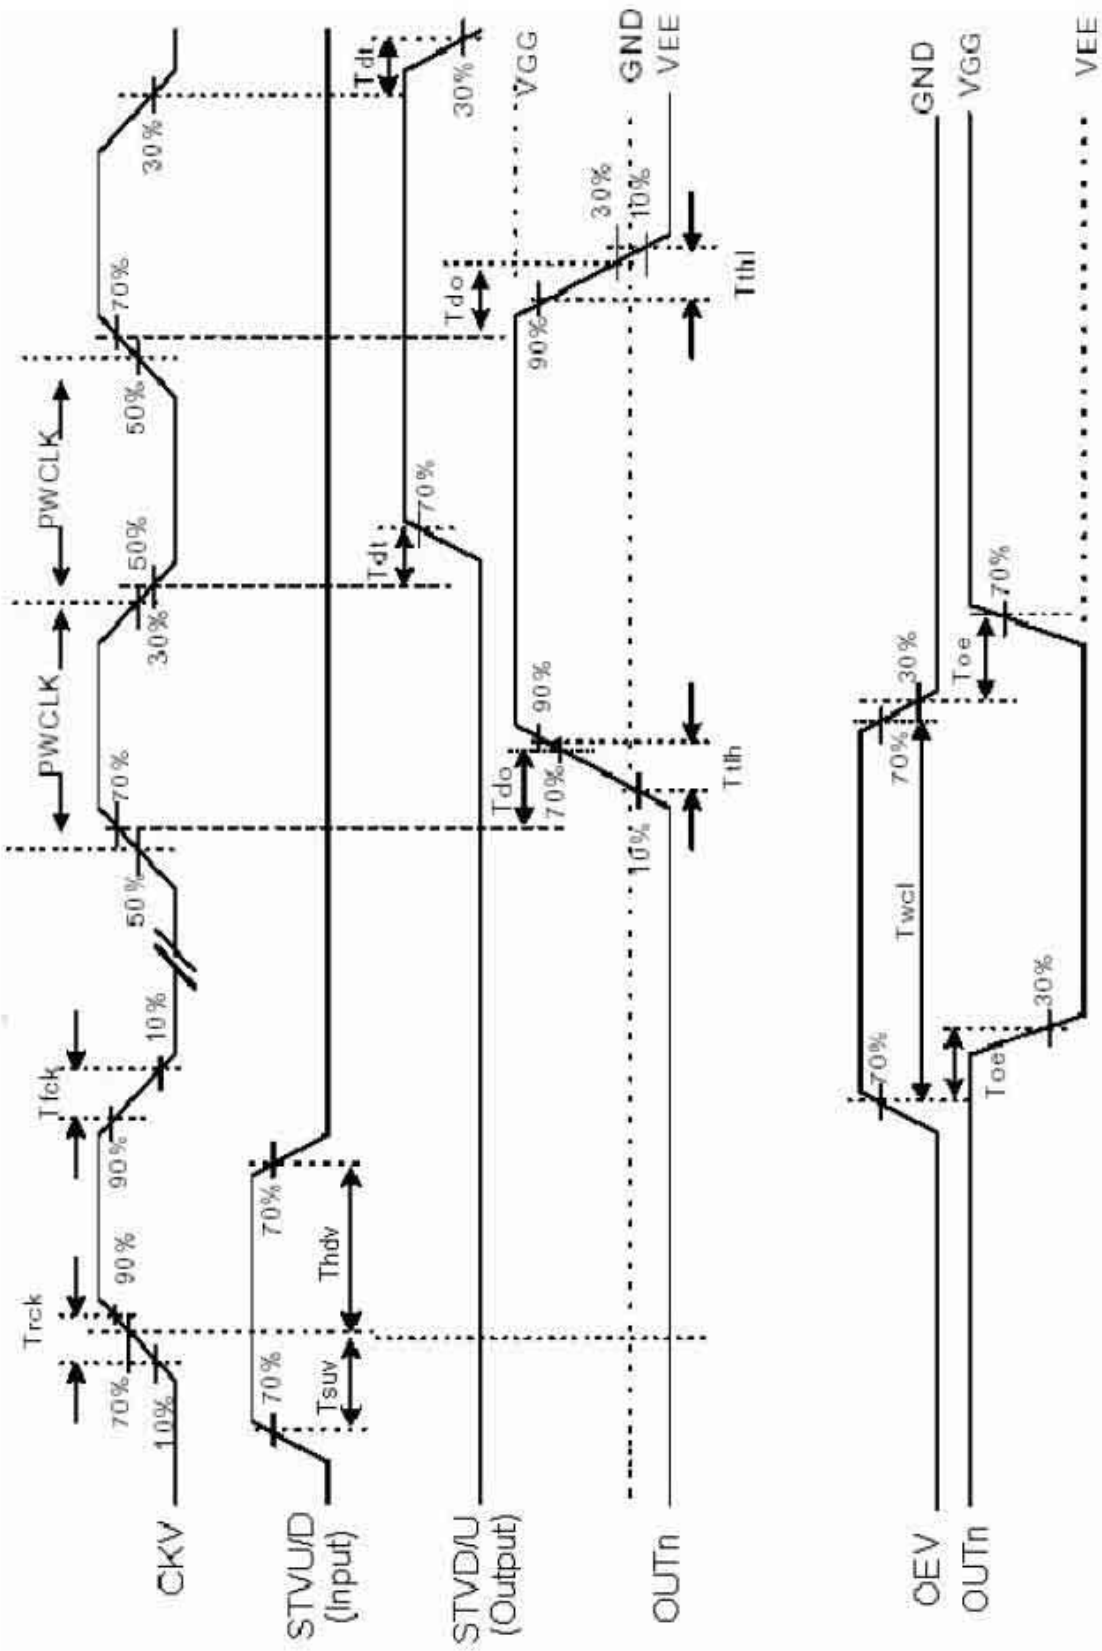 Trck
Tfck
PWCLK
PWCLK
CKV
10%
70%
90%
90%
10%
50%
70%
30%
50%
50%
70%
30%
STVU/D
(Input)
70%
70%
Tsuv
Thdv
STVD/U
(Output)
Tdt
70%
Tdt
30%
Tdo
Tdo
VGG
90%
70%
10%
90%
30%
10%
GND
VEE
OUTn
Ttlh
Tthl
OEV
70%
Twcl
70%
30%
GND
OUTn
Toe
30%
Toe
70%
VGG
VEE